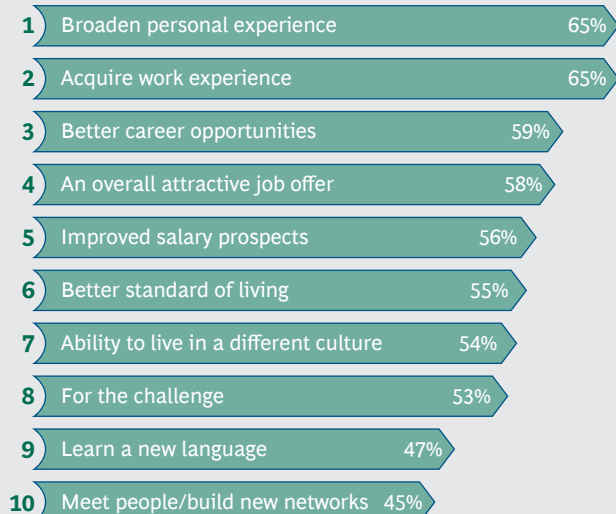 1 Broaden personal experience 65%
2 Acquire work experience 65%
3 Better career opportunities 59%
4 An overall attractive job offer 58%
5 Improved salary prospects 56%
6 Better standard of living 55%
7 Ability to live in a different culture 54%
8 For the challenge 53%
9 Learn a new language 47%
10 Meet people/build new networks 45%